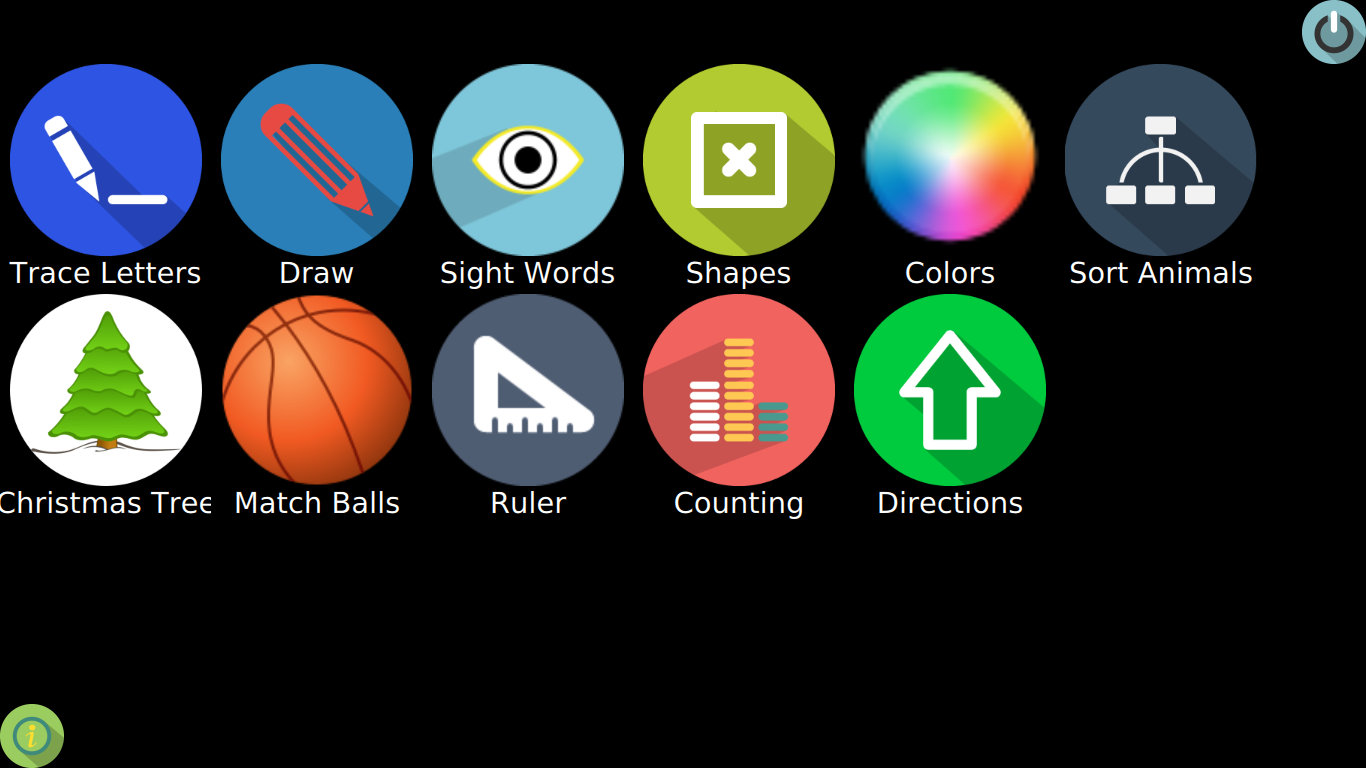 Trace Letters
Draw
Sight Words
Shapes
Colors
Sort Animals
Christmas Tree
Match Balls
Ruler
Counting
Directions
i